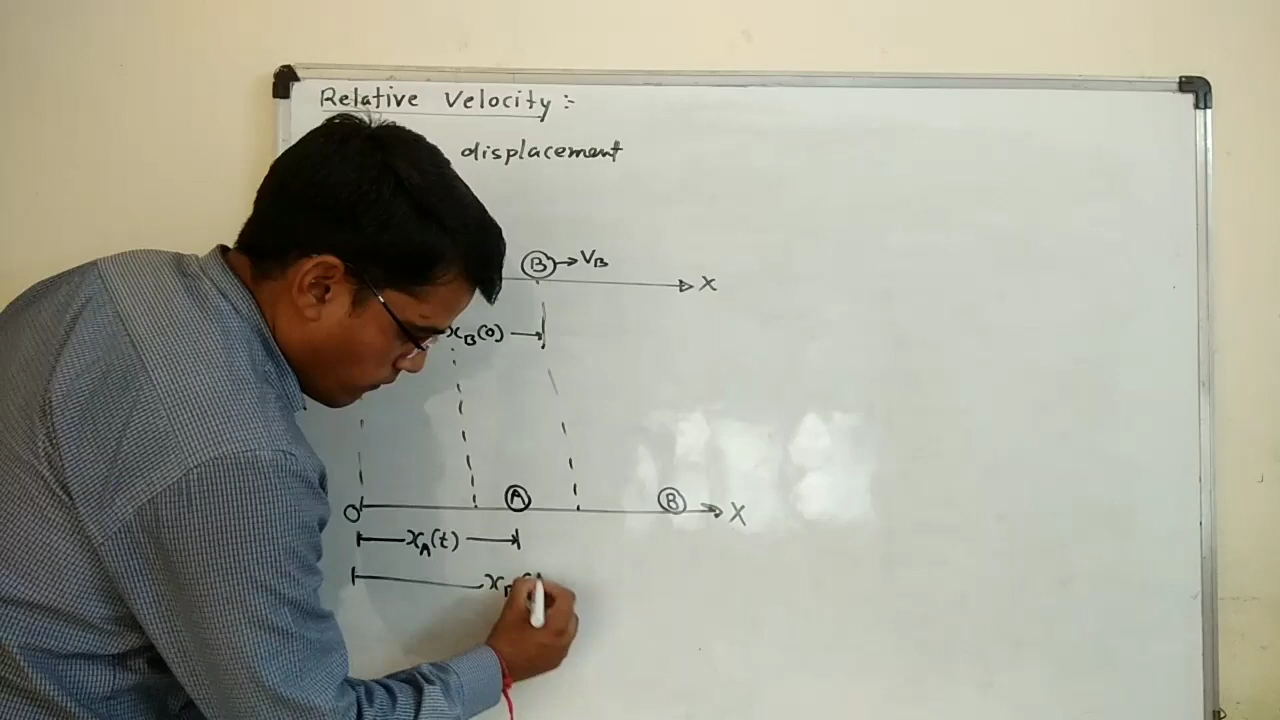 Relative Velocity :-
displacement
B → VB
X
xB(0)
O A B X
xA(t)